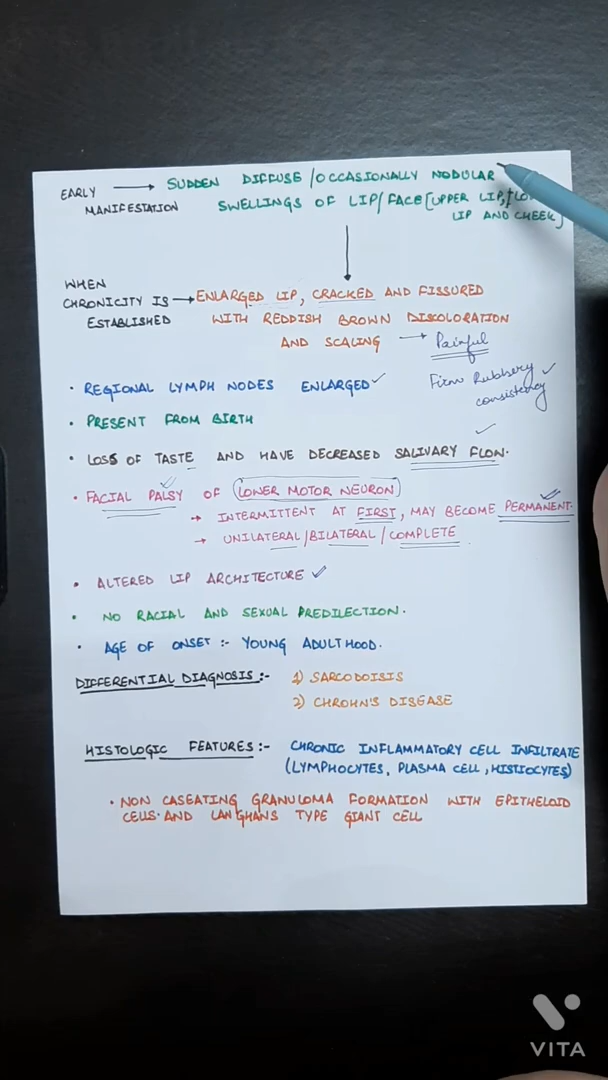 EARLY → SUDDEN DIFFUSE / OCCASIONALLY NODULAR
MANIFESTATION SWELLINGS OF LIP/ FACE [UPPER LIP,
LIP AND CHEEK]
WHEN
CHRONICITY IS → ENLARGED LIP, CRACKED AND FISSURED
ESTABLISHED WITH REDDISH BROWN DISCOLORATION
AND SCALING → Painful
Firm Rubbery ✓
consistency
• REGIONAL LYMPH NODES ENLARGED ✓
• PRESENT FROM BIRTH
• LOSS OF TASTE AND HAVE DECREASED SALIVARY FLOW.
• FACIAL PALSY OF (LOWER MOTOR NEURON)
→ INTERMITTENT AT FIRST, MAY BECOME PERMANENT.
→ UNILATERAL/BILATERAL/COMPLETE
• ALTERED LIP ARCHITECTURE ✓
• NO RACIAL AND SEXUAL PREDILECTION.
• AGE OF ONSET :- YOUNG ADULTHOOD.
DIFFERENTIAL DIAGNOSIS :- 1) SARCODOISIS
2) CHROHN'S DISEASE
HISTOLOGIC FEATURES :- CHRONIC INFLAMMATORY CELL INFILTRATE
(LYMPHOCYTES, PLASMA CELL, HISTIOCYTES)
• NON CASEATING GRANULOMA FORMATION WITH EPITHELOID
CELLS. AND LANGHANS TYPE GIANT CELL
VITA